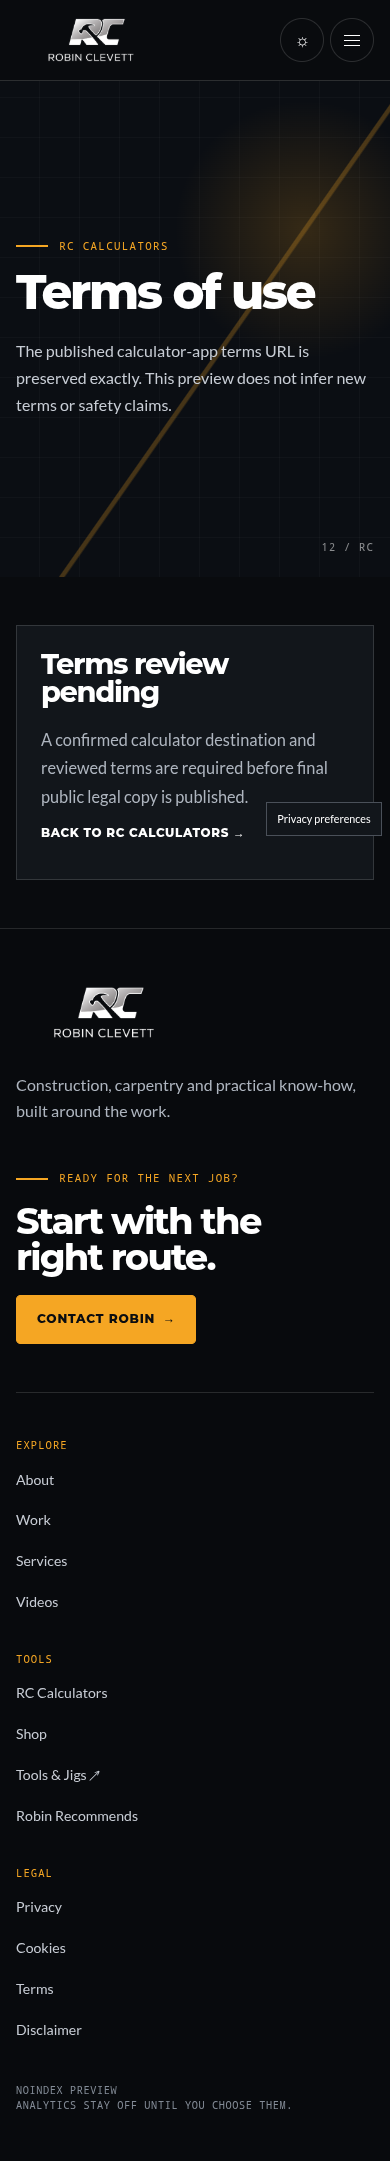 RC
ROBIN CLEVETT
RC CALCULATORS
Terms of use
The published calculator-app terms URL is
preserved exactly. This preview does not infer new
terms or safety claims.
12 / RC
Terms review
pending
A confirmed calculator destination and
reviewed terms are required before final
public legal copy is published.
Privacy preferences
BACK TO RC CALCULATORS →
RC
ROBIN CLEVETT
Construction, carpentry and practical know-how,
built around the work.
READY FOR THE NEXT JOB?
Start with the
right route.
CONTACT ROBIN →
EXPLORE
About
Work
Services
Videos
TOOLS
RC Calculators
Shop
Tools & Jigs ↗
Robin Recommends
LEGAL
Privacy
Cookies
Terms
Disclaimer
NOINDEX PREVIEW
ANALYTICS STAY OFF UNTIL YOU CHOOSE THEM.